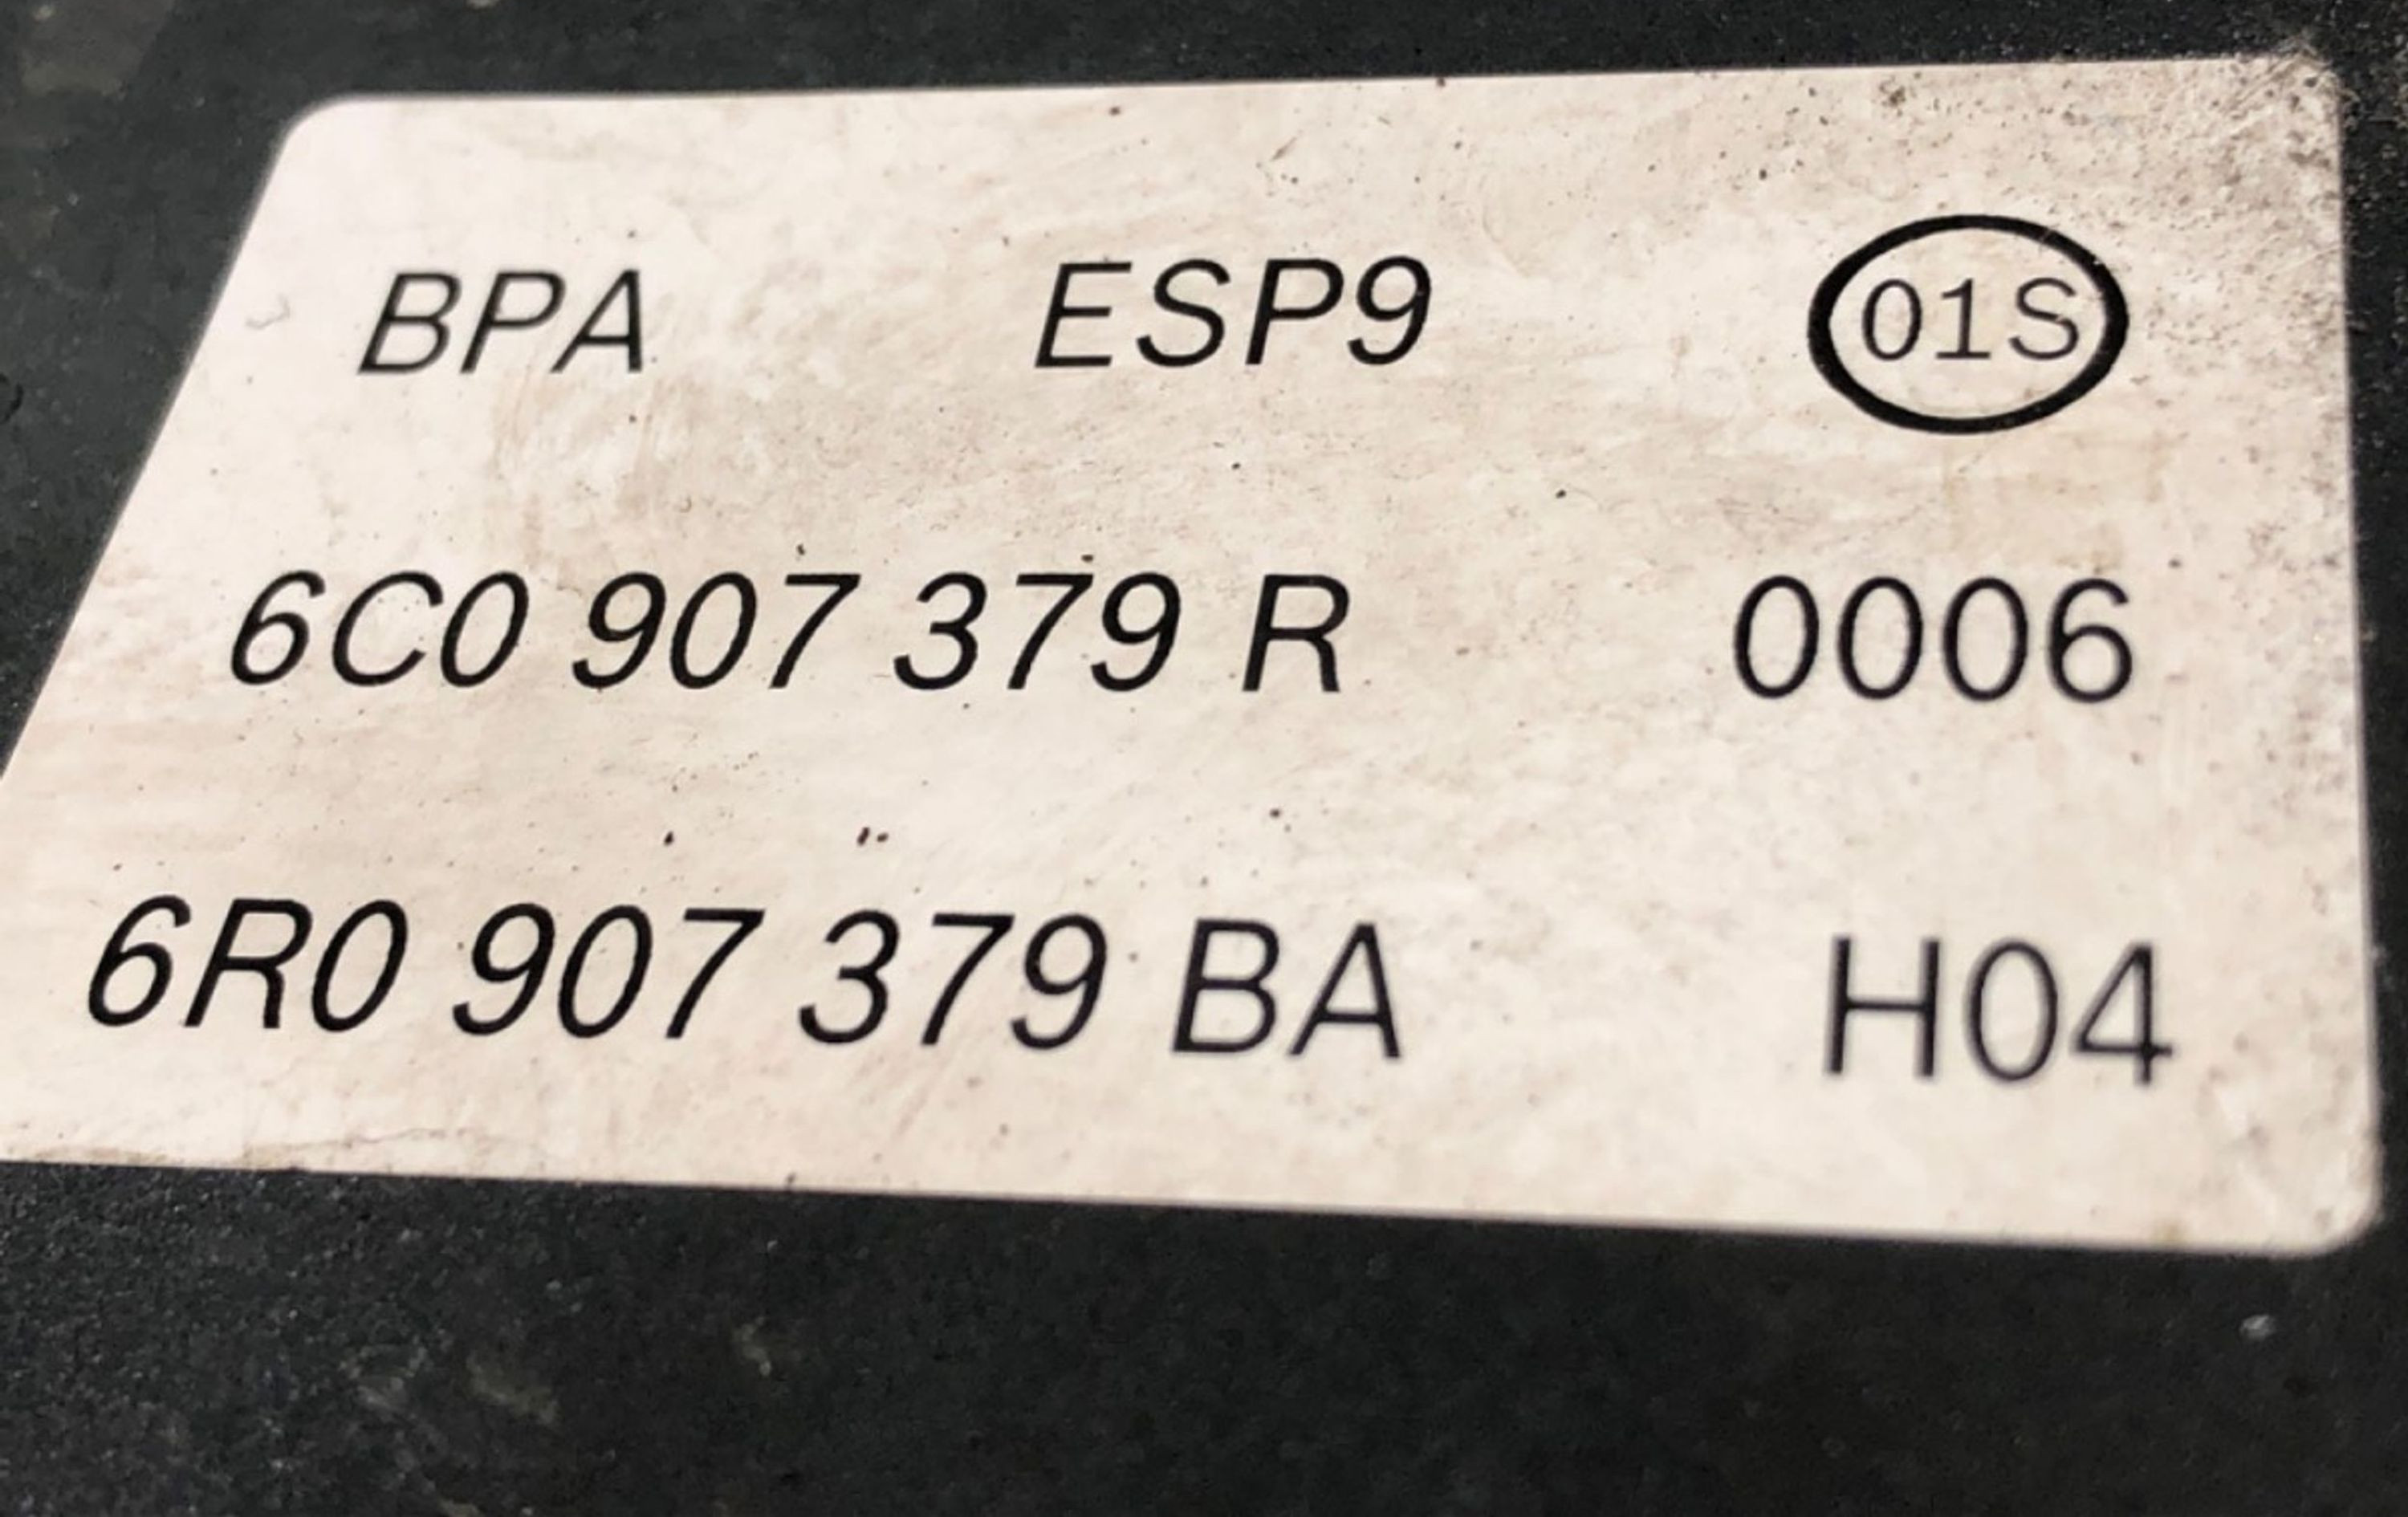 BPA ESP9 01S
6C0 907 379 R 0006
6R0 907 379 BA H04